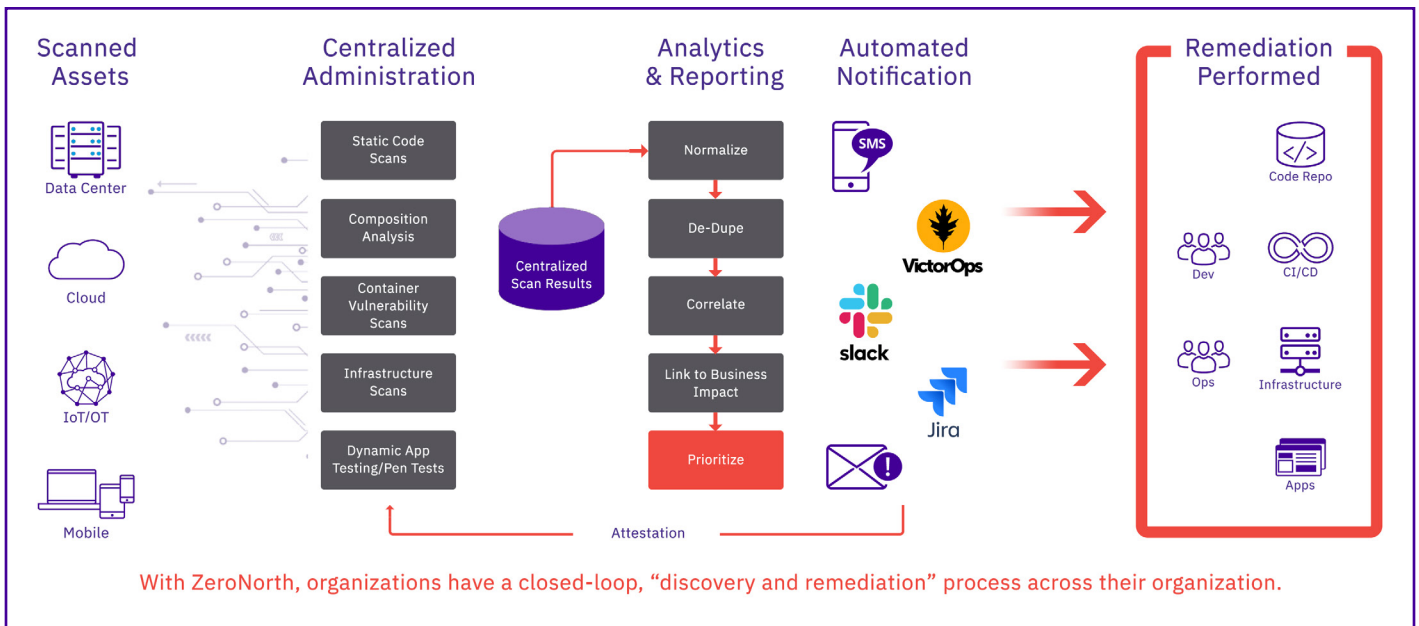 Scanned
Assets
Data Center
Cloud
IoT/OT
Mobile
Centralized
Administration
Static Code
Scans
Composition
Analysis
Container
Vulnerability
Scans
Infrastructure
Scans
Dynamic App
Testing/Pen Tests
Centralized
Scan Results
Analytics
& Reporting
Normalize
De-Dupe
Correlate
Link to Business
Impact
Prioritize
Automated
Notification
SMS
VictorOps
slack
Jira
!
Attestation
Remediation
Performed
</>
Code Repo
Dev
CI/CD
Ops
Infrastructure
Apps
With ZeroNorth, organizations have a closed-loop, “discovery and remediation” process across their organization.